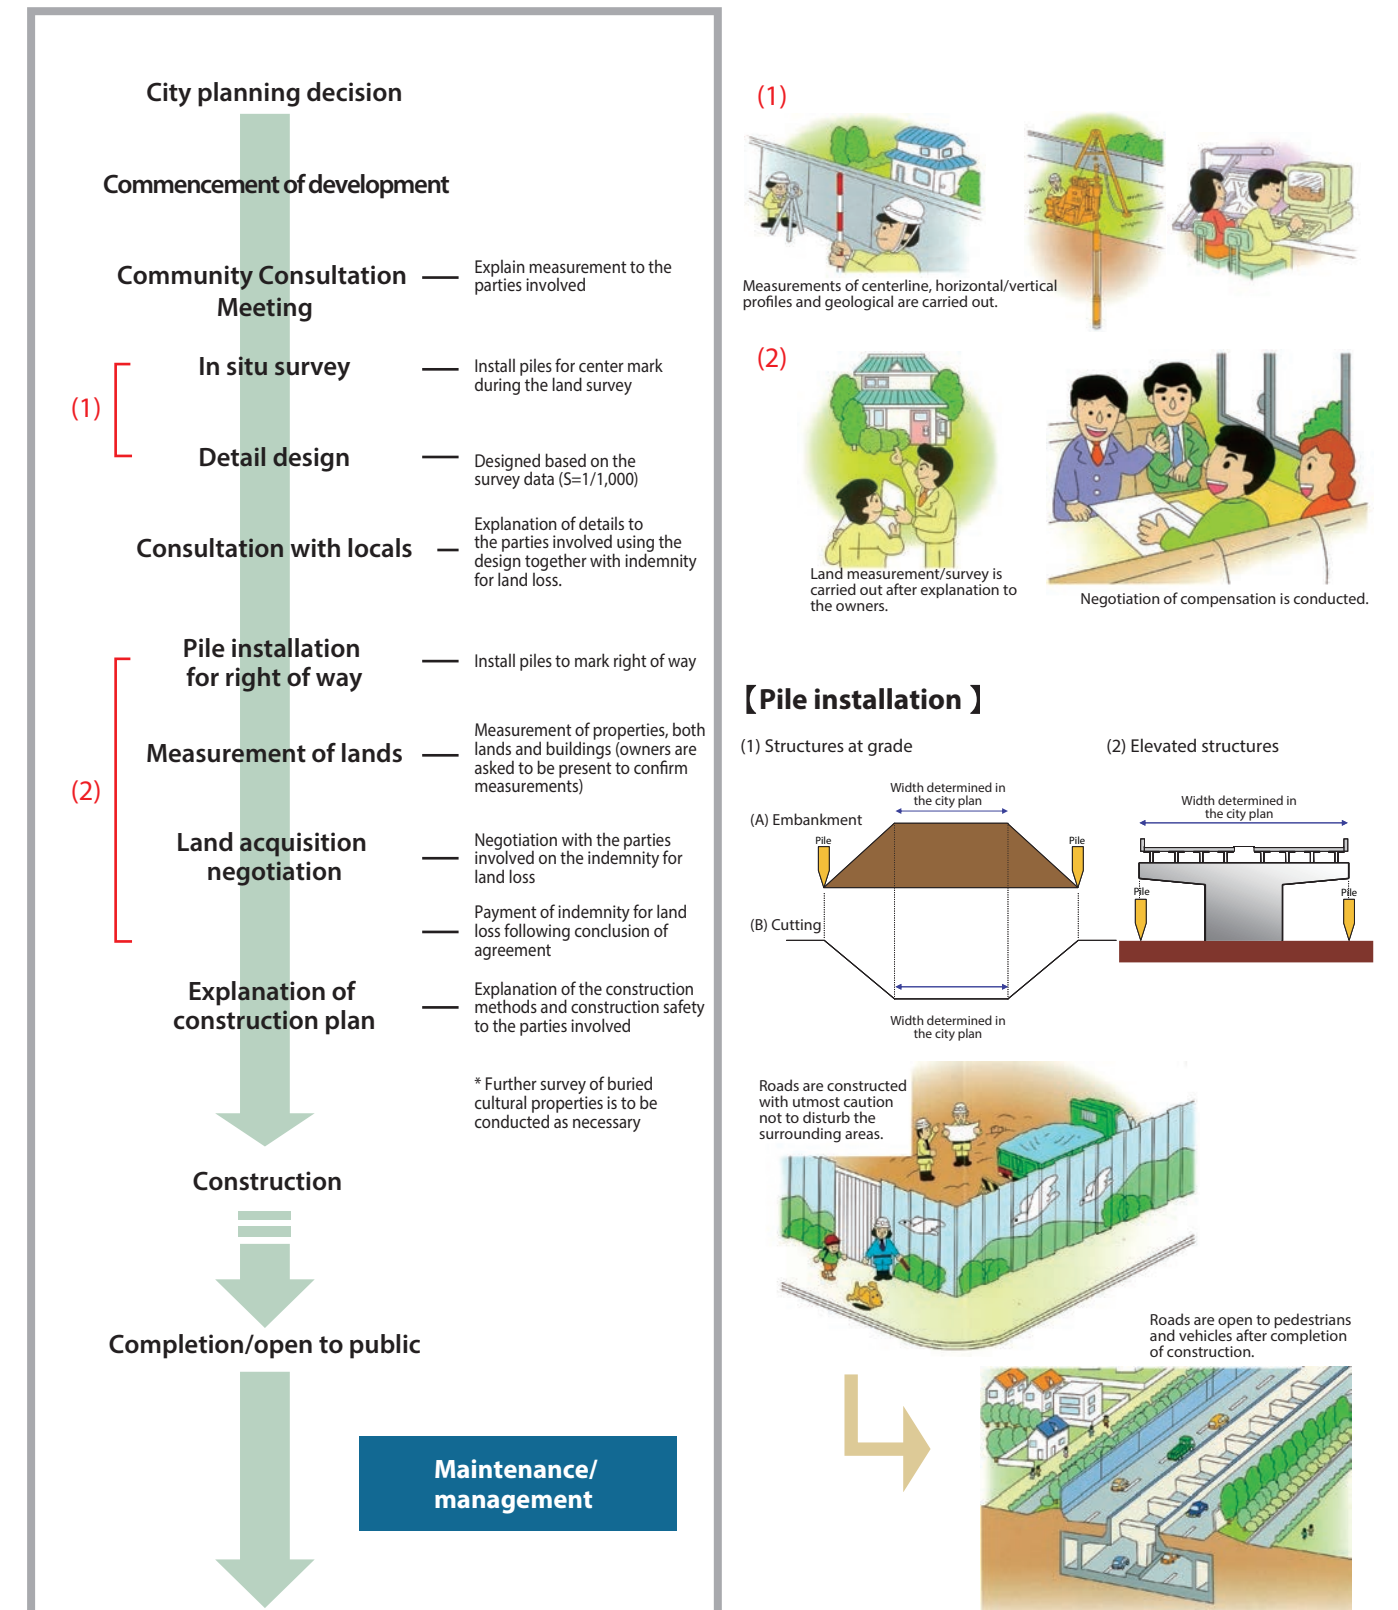 City planning decision
Commencement of development
Community Consultation
Meeting
Explain measurement to the
parties involved
(1)
In situ survey
Install piles for center mark
during the land survey
Detail design
Designed based on the
survey data (S=1/1,000)
Consultation with locals
Explanation of details to
the parties involved using the
design together with indemnity
for land loss.
(2)
Pile installation
for right of way
Install piles to mark right of way
Measurement of lands
Measurement of properties, both
lands and buildings (owners are
asked to be present to confirm
measurements)
Land acquisition
negotiation
Negotiation with the parties
involved on the indemnity for
land loss
Payment of indemnity for land
loss following conclusion of
agreement
Explanation of
construction plan
Explanation of the construction
methods and construction safety
to the parties involved
* Further survey of buried
cultural properties is to be
conducted as necessary
Construction
Completion/open to public
Maintenance/
management
(1)
Measurements of centerline, horizontal/vertical
profiles and geological are carried out.
(2)
Land measurement/survey is
carried out after explanation to
the owners.
Negotiation of compensation is conducted.
【Pile installation 】
(1) Structures at grade
Width determined in
the city plan
(A) Embankment
Pile
Pile
(B) Cutting
Width determined in
the city plan
(2) Elevated structures
Width determined in
the city plan
Pile
Pile
Roads are constructed
with utmost caution
not to disturb the
surrounding areas.
Roads are open to pedestrians
and vehicles after completion
of construction.